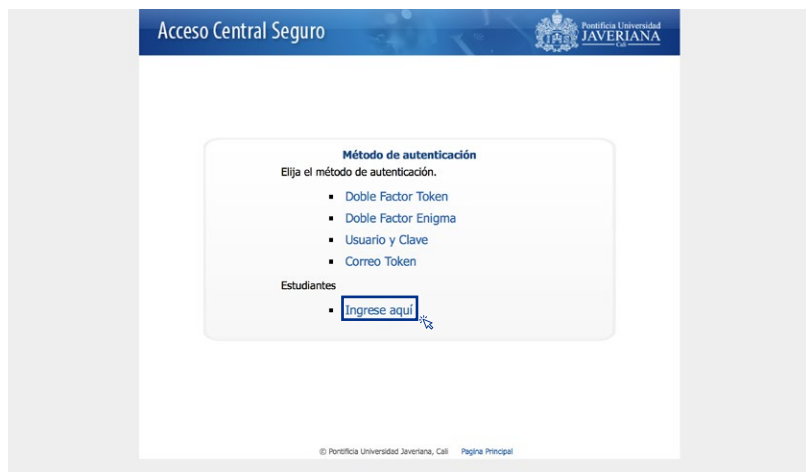 Acceso Central Seguro
Pontificia Universidad
JAVERIANA
Cali
Método de autenticación
Elija el método de autenticación.
Doble Factor Token
Doble Factor Enigma
Usuario y Clave
Correo Token
Estudiantes
Ingrese aquí
© Pontificia Universidad Javeriana, Cali Pagina Principal